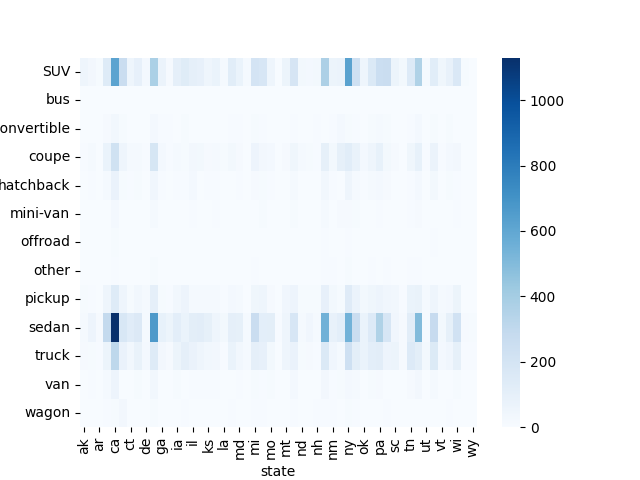 SUV
bus
onvertible
coupe
hatchback
mini-van
offroad
other
pickup
sedan
truck
van
wagon
ak ar ca ct de ga ia il ks la md mi mo mt nd nh nm ny ok pa sc tn ut vt wi wy
state
1000
800
600
400
200
0